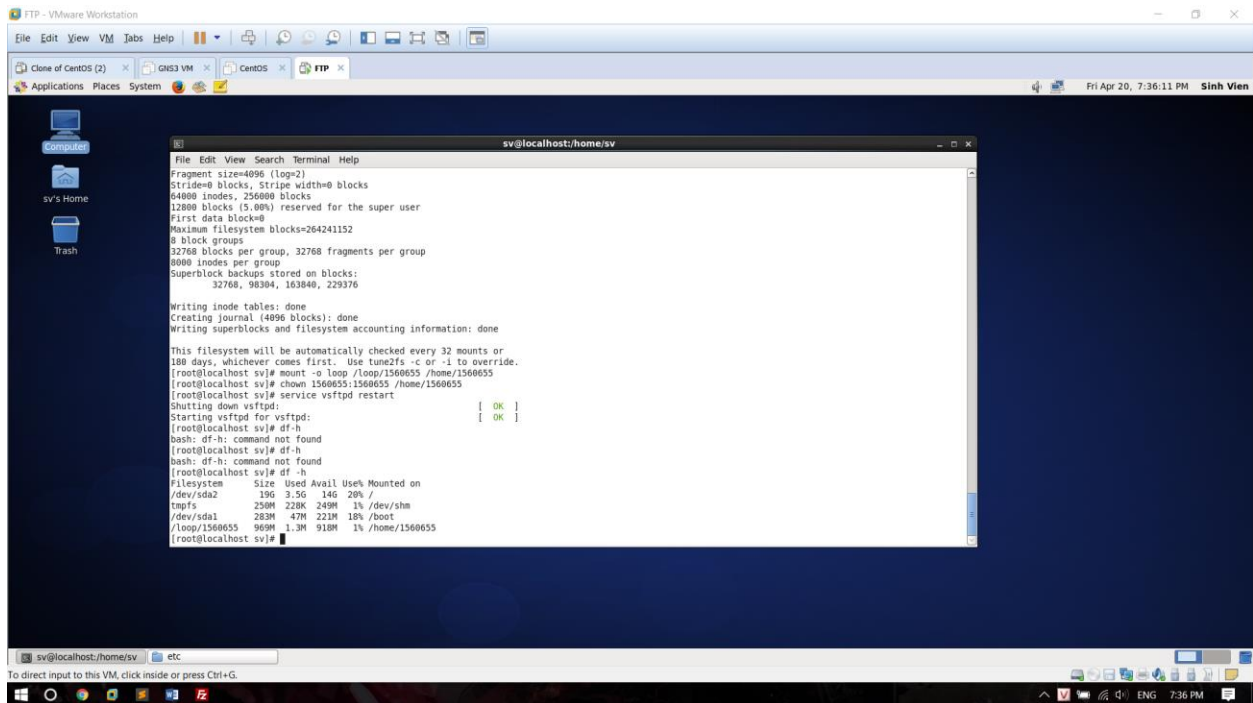 FTP - VMware Workstation
File Edit View VM Tabs Help
Clone of CentOS (2) GNS3 VM CentOS FTP
Applications Places System Fri Apr 20, 7:36:11 PM Sinh Vien
Computer
sv's Home
Trash
sv@localhost:/home/sv
File Edit View Search Terminal Help
Fragment size=4096 (log=2)
Stride=0 blocks, Stripe width=0 blocks
64000 inodes, 256000 blocks
12800 blocks (5.00%) reserved for the super user
First data block=0
Maximum filesystem blocks=264241152
8 block groups
32768 blocks per group, 32768 fragments per group
8000 inodes per group
Superblock backups stored on blocks:
32768, 98304, 163840, 229376
Writing inode tables: done
Creating journal (4096 blocks): done
Writing superblocks and filesystem accounting information: done
This filesystem will be automatically checked every 32 mounts or
180 days, whichever comes first. Use tune2fs -c or -i to override.
[root@localhost sv]# mount -o loop /loop/1560655 /home/1560655
[root@localhost sv]# chown 1560655:1560655 /home/1560655
[root@localhost sv]# service vsftpd restart
Shutting down vsftpd: [ OK ]
Starting vsftpd for vsftpd: [ OK ]
[root@localhost sv]# df-h
bash: df-h: command not found
[root@localhost sv]# df-h
bash: df-h: command not found
[root@localhost sv]# df -h
Filesystem Size Used Avail Use% Mounted on
/dev/sda2 19G 3.5G 14G 20% /
tmpfs 250M 228K 249M 1% /dev/shm
/dev/sda1 283M 47M 221M 18% /boot
/loop/1560655 969M 1.3M 918M 1% /home/1560655
[root@localhost sv]#
sv@localhost:/home/sv etc
To direct input to this VM, click inside or press Ctrl+G.
V ENG 7:36 PM